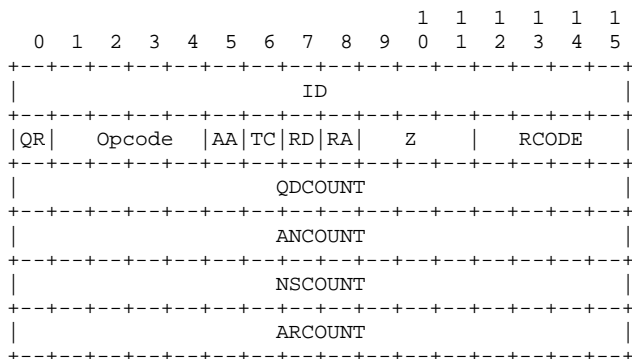 1  1  1  1  1  1
  0  1  2  3  4  5  6  7  8  9  0  1  2  3  4  5
+--+--+--+--+--+--+--+--+--+--+--+--+--+--+--+--+
|                      ID                       |
+--+--+--+--+--+--+--+--+--+--+--+--+--+--+--+--+
|QR|   Opcode  |AA|TC|RD|RA|   Z    |   RCODE   |
+--+--+--+--+--+--+--+--+--+--+--+--+--+--+--+--+
|                    QDCOUNT                    |
+--+--+--+--+--+--+--+--+--+--+--+--+--+--+--+--+
|                    ANCOUNT                    |
+--+--+--+--+--+--+--+--+--+--+--+--+--+--+--+--+
|                    NSCOUNT                    |
+--+--+--+--+--+--+--+--+--+--+--+--+--+--+--+--+
|                    ARCOUNT                    |
+--+--+--+--+--+--+--+--+--+--+--+--+--+--+--+--+